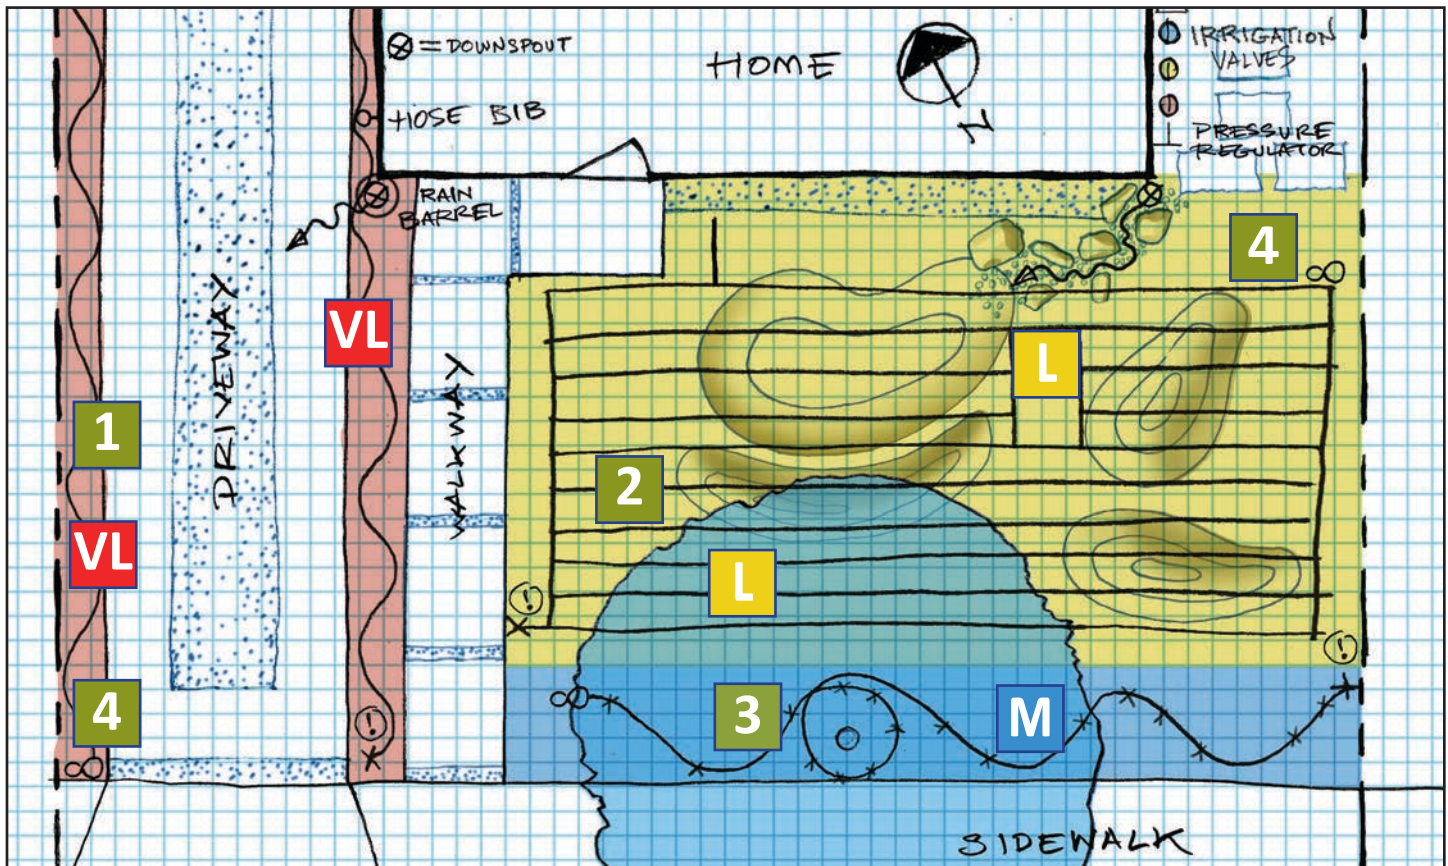 = DOWNSPOUT
HOME
N
IRRIGATION
VALVES
HOSE BIB
PRESSURE
REGULATOR
RAIN
BARREL
4
DRIVEWAY
VL
WALKWAY
L
1
2
VL
L
!
!
4
!
3
M
SIDEWALK